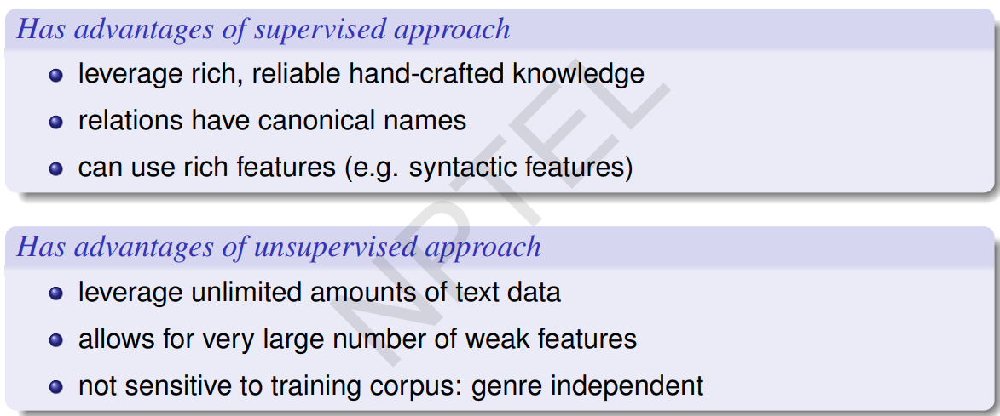 Has advantages of supervised approach
leverage rich, reliable hand-crafted knowledge
relations have canonical names
can use rich features (e.g. syntactic features)
Has advantages of unsupervised approach
leverage unlimited amounts of text data
allows for very large number of weak features
not sensitive to training corpus: genre independent
NPTEL